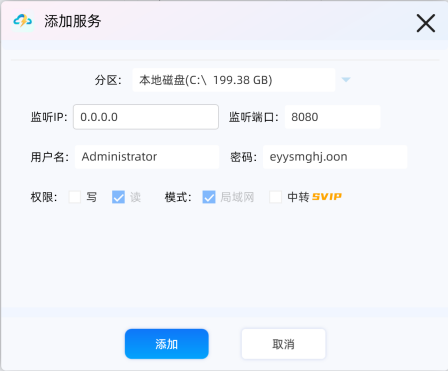 添加服务
分区： 本地磁盘(C:\ 199.38 GB)
监听IP: 0.0.0.0 监听端口: 8080
用户名: Administrator 密码: eyysmghj.oon
权限: 写 读 模式: 局域网 中转 SVIP
添加 取消